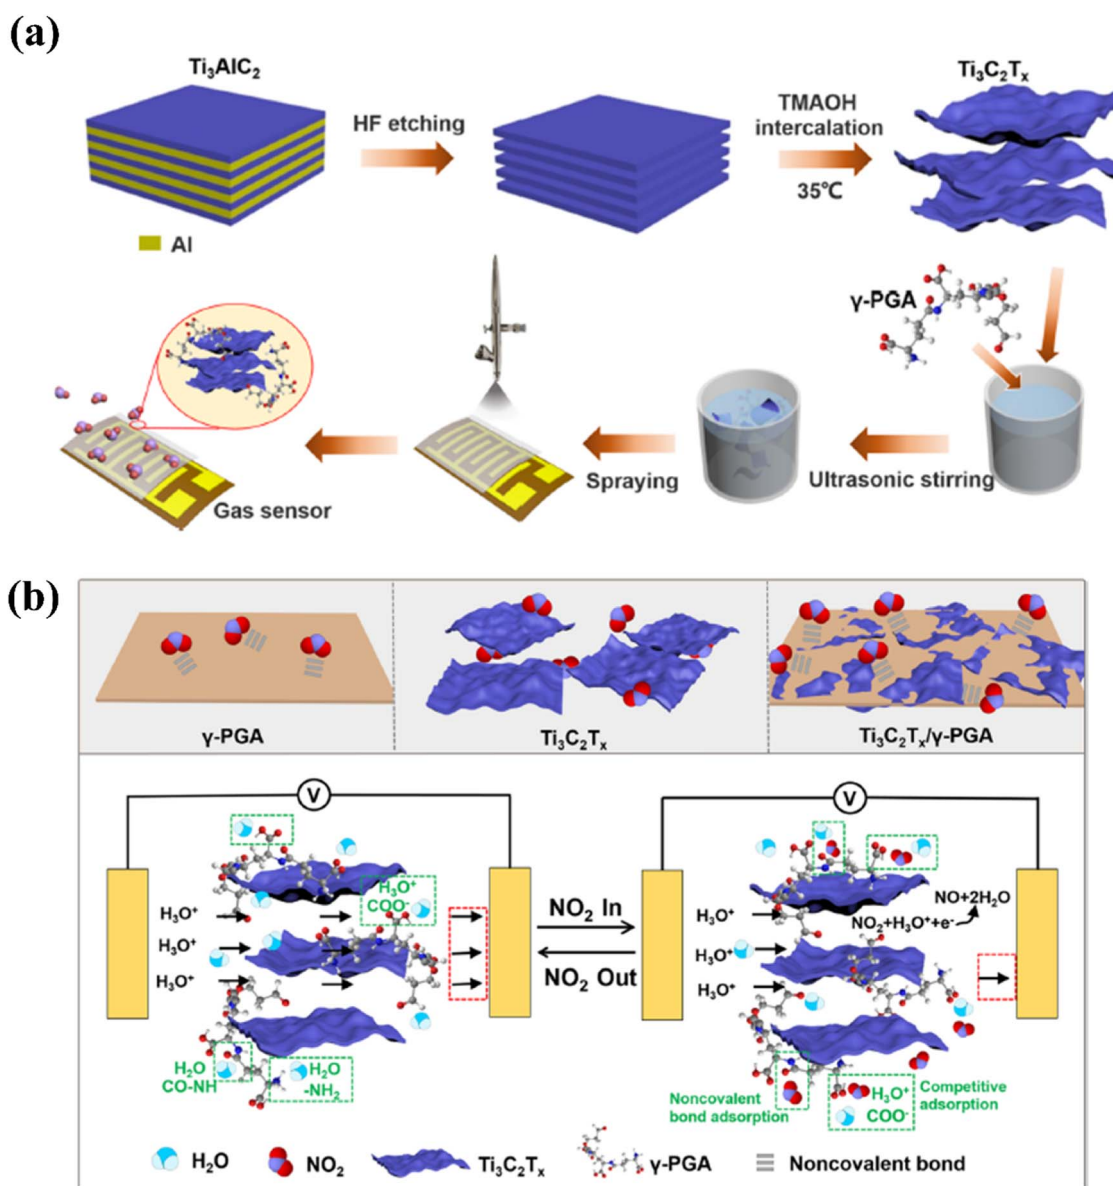 (a)
Ti₃AlC₂
HF etching
TMAOH
intercalation
35℃
Ti₃C₂Tₓ
Al
γ-PGA
Gas sensor
Spraying
Ultrasonic stirring
(b)
γ-PGA
Ti₃C₂Tₓ
Ti₃C₂Tₓ/γ-PGA
V
V
H₃O⁺
H₃O⁺
H₃O⁺
H₃O⁺
COO⁻
H₂O
CO-NH
H₂O
-NH₂
NO₂ In
NO₂ Out
H₃O⁺
H₃O⁺
H₃O⁺
NO+2H₂O
NO₂+H₃O⁺+e⁻
Noncovalent
bond adsorption
H₃O⁺
COO⁻
Competitive
adsorption
H₂O
NO₂
Ti₃C₂Tₓ
γ-PGA
Noncovalent bond